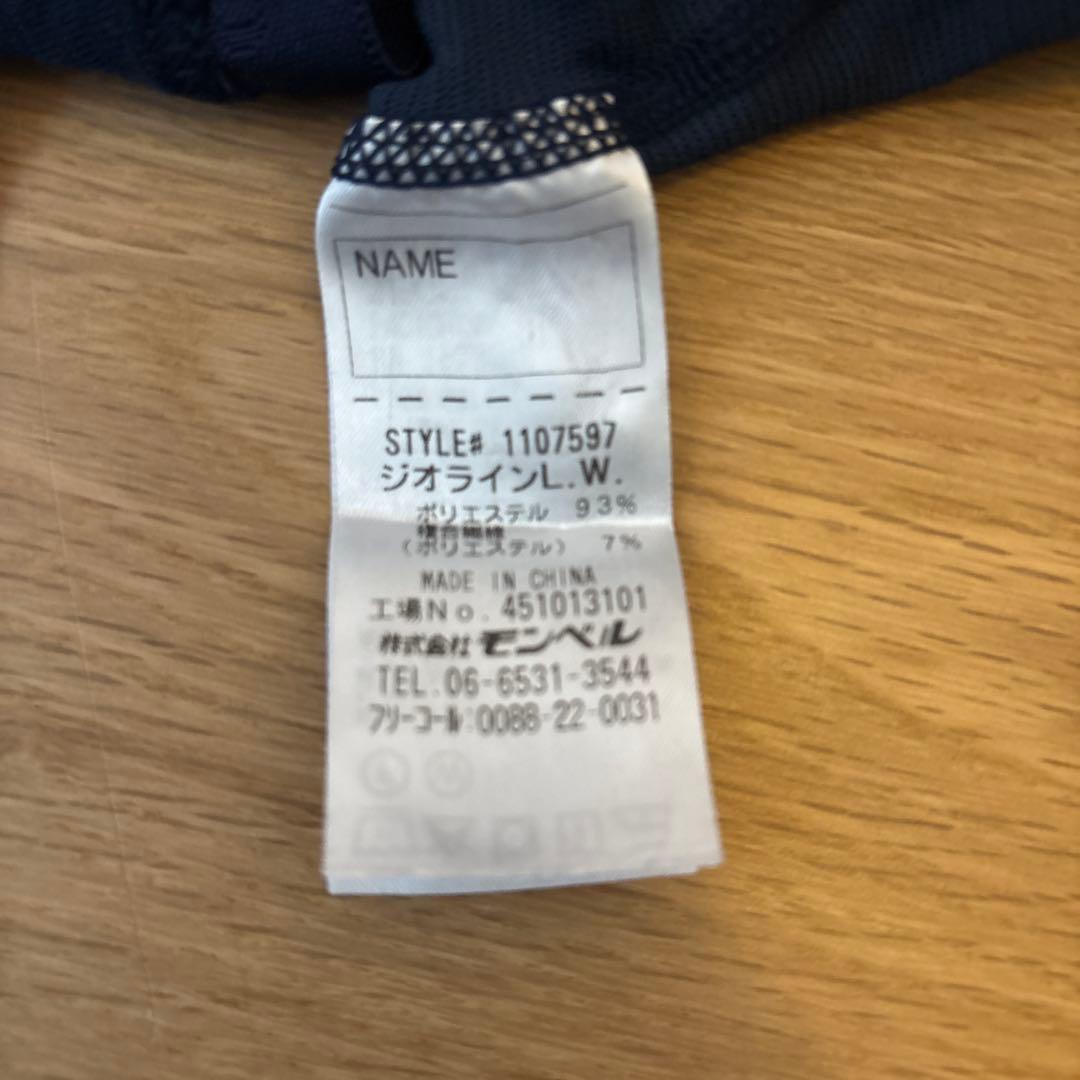 NAME
STYLE# 1107597
ジオラインL.W.
ポリエステル 93%
複合繊維
(ポリエステル) 7%
MADE IN CHINA
工場No. 451013101
株式会社モンベル
TEL.06-6531-3544
フリーコール:0088-22-0031